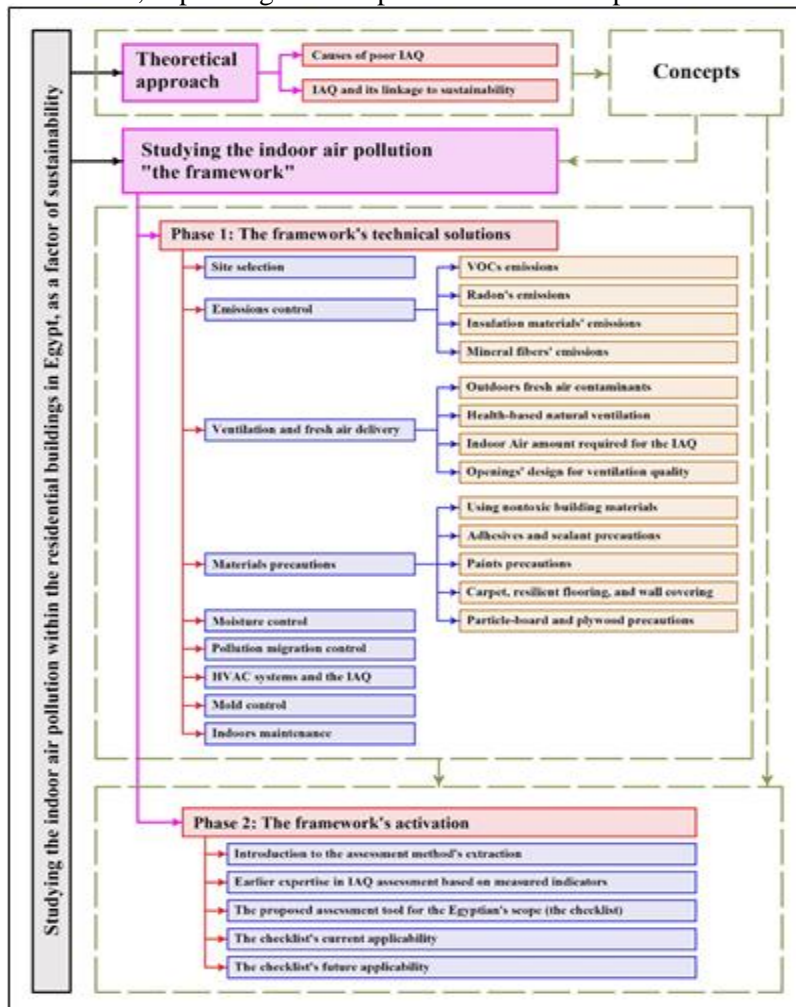 Studying the indoor air pollution within the residential buildings in Egypt, as a factor of sustainability
Theoretical
approach
Causes of poor IAQ
IAQ and its linkage to sustainability
Concepts
Studying the indoor air pollution
"the framework"
Phase 1: The framework's technical solutions
Site selection
Emissions control
VOCs emissions
Radon's emissions
Insulation materials' emissions
Mineral fibers' emissions
Ventilation and fresh air delivery
Outdoors fresh air contaminants
Health-based natural ventilation
Indoor Air amount required for the IAQ
Openings' design for ventilation quality
Materials precautions
Using nontoxic building materials
Adhesives and sealant precautions
Paints precautions
Carpet, resilient flooring, and wall covering
Particle-board and plywood precautions
Moisture control
Pollution migration control
HVAC systems and the IAQ
Mold control
Indoors maintenance
Phase 2: The framework's activation
Introduction to the assessment method's extraction
Earlier expertise in IAQ assessment based on measured indicators
The proposed assessment tool for the Egyptian's scope (the checklist)
The checklist's current applicability
The checklist's future applicability